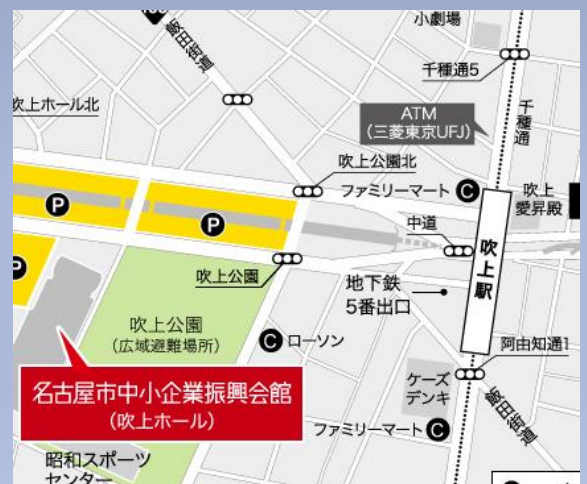 小劇場
飯田街道
千種通5
吹上ホール北
ATM
(三菱東京UFJ)
千種通
吹上公園北
ファミリーマート C
吹上
愛昇殿
P
P
中道
吹上駅
吹上公園
P
地下鉄
5番出口
吹上公園
(広域避難場所)
C ローソン
阿由知通1
名古屋市中小企業振興会館
(吹上ホール)
ケーズ
デンキ
飯田街道
ファミリーマート C
昭和スポーツ
センター